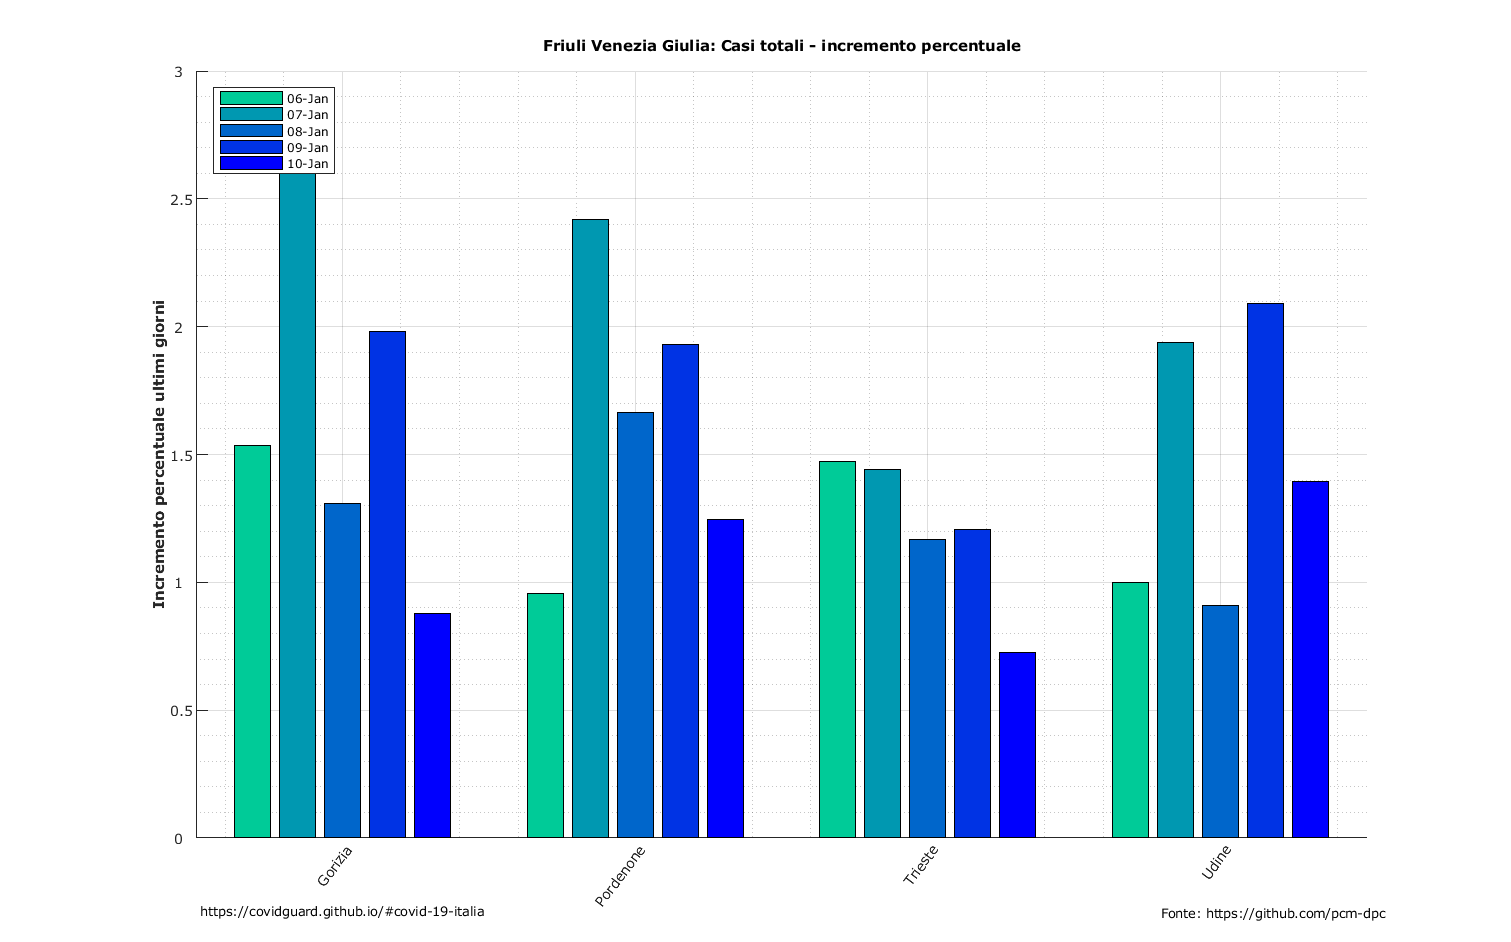 Friuli Venezia Giulia: Casi totali - incremento percentuale
3
06-Jan
07-Jan
08-Jan
09-Jan
10-Jan
2.5
2
1.5
1
0.5
0
Incremento percentuale ultimi giorni
Gorizia
Pordenone
Trieste
Udine
https://covidguard.github.io/#covid-19-italia
Fonte: https://github.com/pcm-dpc